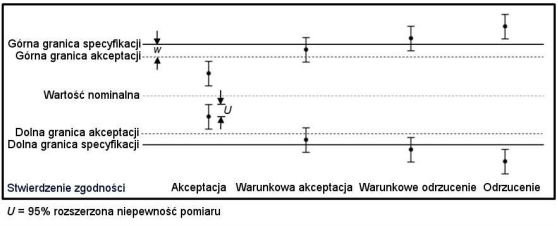 Górna granica specyfikacji
w
Górna granica akceptacji
Wartość nominalna
U
Dolna granica akceptacji
Dolna granica specyfikacji
Stwierdzenie zgodności Akceptacja Warunkowa akceptacja Warunkowe odrzucenie Odrzucenie
U = 95% rozszerzona niepewność pomiaru